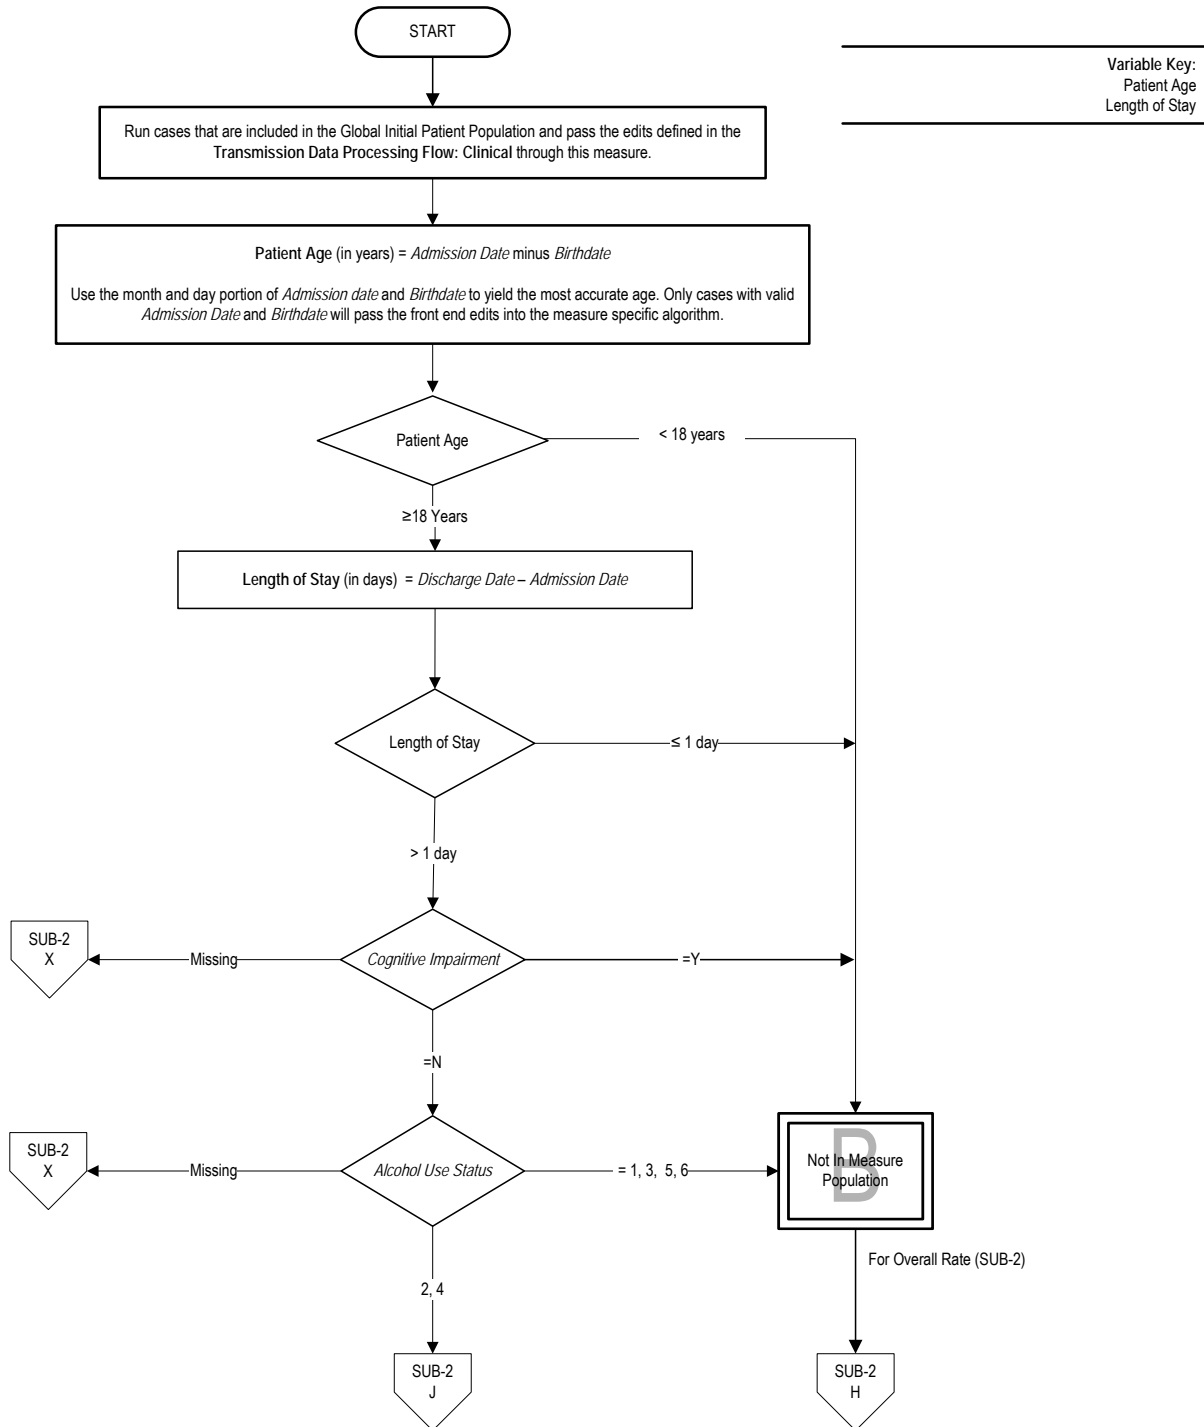 START
Variable Key:
Patient Age
Length of Stay
Run cases that are included in the Global Initial Patient Population and pass the edits defined in the
Transmission Data Processing Flow: Clinical through this measure.
Patient Age (in years) = Admission Date minus Birthdate
Use the month and day portion of Admission date and Birthdate to yield the most accurate age. Only cases with valid
Admission Date and Birthdate will pass the front end edits into the measure specific algorithm.
Patient Age
< 18 years
≥18 Years
Length of Stay (in days) = Discharge Date – Admission Date
Length of Stay
≤ 1 day
> 1 day
SUB-2
X
Missing
Cognitive Impairment
=Y
=N
SUB-2
X
Missing
Alcohol Use Status
= 1, 3, 5, 6
B
Not In Measure
Population
For Overall Rate (SUB-2)
2, 4
SUB-2
J
SUB-2
H